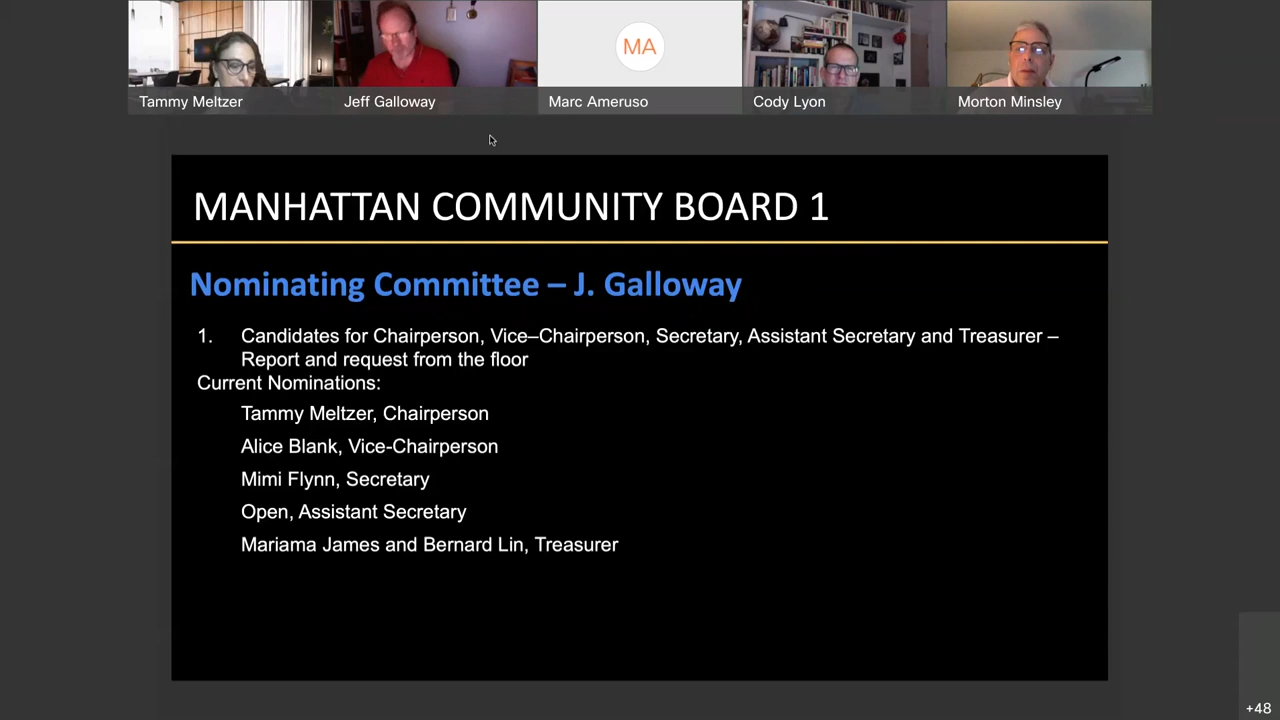 Tammy Meltzer
Jeff Galloway
MA
Marc Ameruso
Cody Lyon
Morton Minsley
MANHATTAN COMMUNITY BOARD 1
Nominating Committee – J. Galloway
1. Candidates for Chairperson, Vice–Chairperson, Secretary, Assistant Secretary and Treasurer –
Report and request from the floor
Current Nominations:
Tammy Meltzer, Chairperson
Alice Blank, Vice-Chairperson
Mimi Flynn, Secretary
Open, Assistant Secretary
Mariama James and Bernard Lin, Treasurer
+48